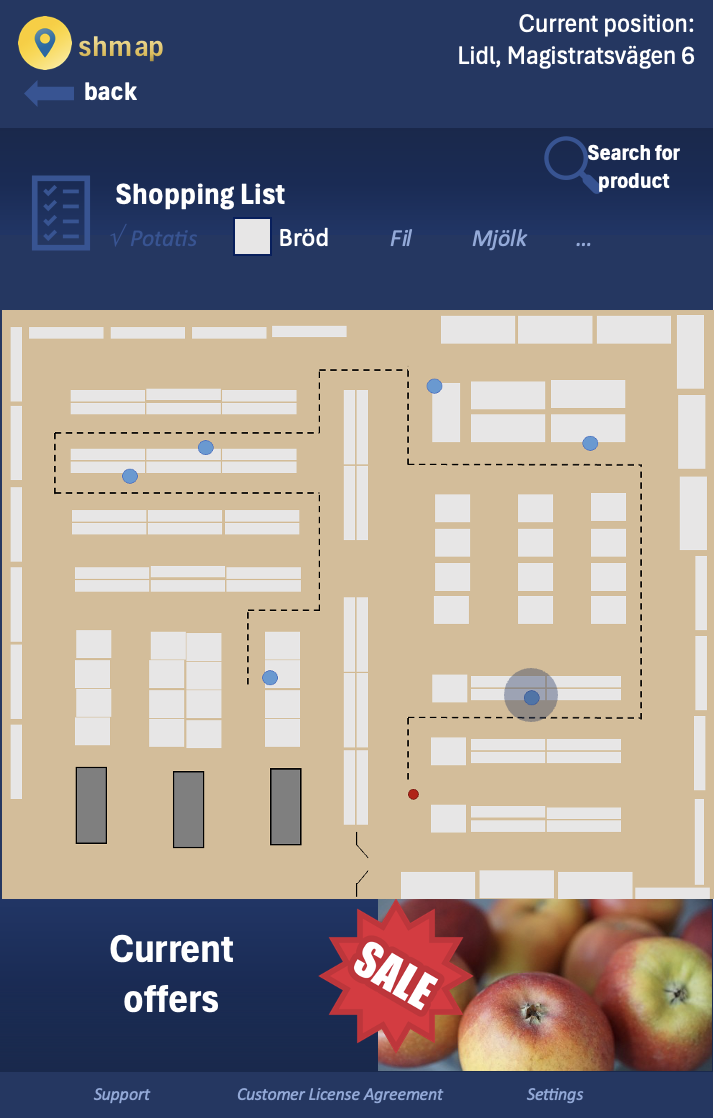 shmap
Current position:
Lidl, Magistratsvägen 6
back
Search for
product
Shopping List
√ Potatis
Bröd
Fil
Mjölk
...
Current
offers
SALE
Support
Customer License Agreement
Settings